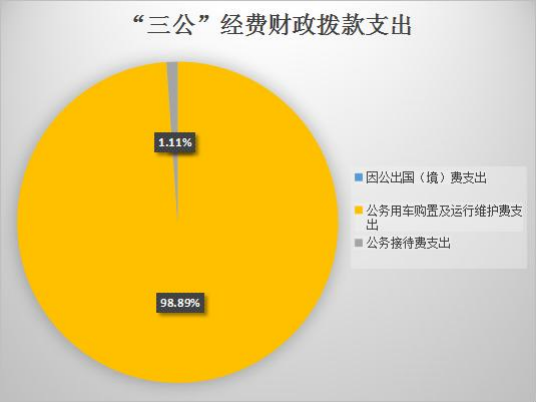 “三公”经费财政拨款支出
1.11%
98.89%
因公出国（境）费支出
公务用车购置及运行维护费支
出
公务接待费支出